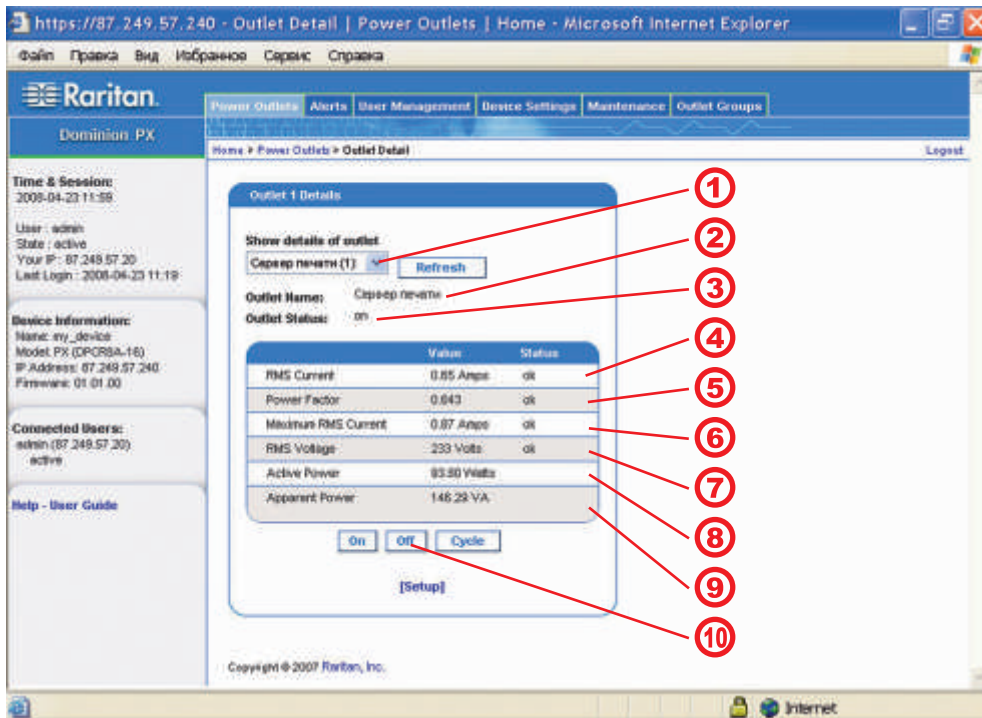 https://87.249.57.240 - Outlet Detail | Power Outlets | Home - Microsoft Internet Explorer
Файл Правка Вид Избранное Сервис Справка
Raritan.
Power Outlets Alerts User Management Device Settings Maintenance Outlet Groups
Dominion PX
Home > Power Outlets > Outlet Detail Logout
Time & Session:
2008-04-23 11:59
User : admin
State : active
Your IP : 87.249.57.20
Last Login : 2008-04-23 11:19
Device Information:
Name: my_device
Model: PX (DPCR8A-16)
IP Address: 87.249.57.240
Firmware: 01.01.00
Connected Users:
admin (87.249.57.20)
active
Help - User Guide
Outlet 1 Details
Show details of outlet
Сервер печати (1) Refresh
Outlet Name: Сервер печати
Outlet Status: on
Value Status
RMS Current 0.65 Amps ok
Power Factor 0.643 ok
Maximum RMS Current 0.87 Amps ok
RMS Voltage 233 Volts ok
Active Power 93.50 Watts
Apparent Power 146.29 VA
On Off Cycle
[Setup]
1
2
3
4
5
6
7
8
9
10
Copyright © 2007 Raritan, Inc.
Internet